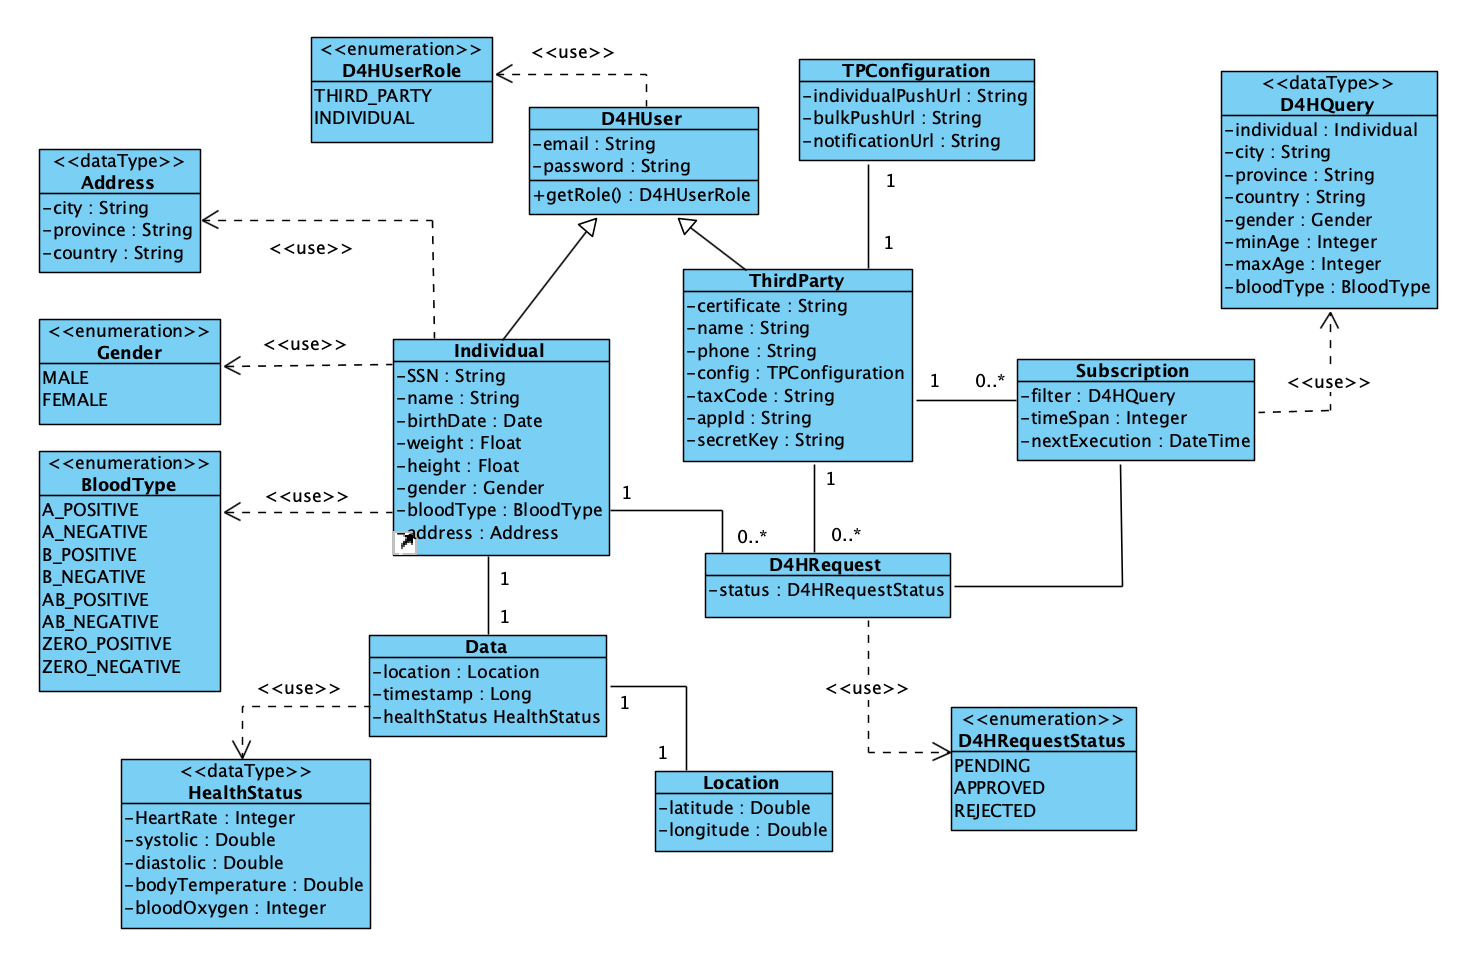 <<enumeration>>
D4HUserRole
THIRD_PARTY
INDIVIDUAL
<<use>>
D4HUser
-email : String
-password : String
+getRole() : D4HUserRole
TPConfiguration
-individualPushUrl : String
-bulkPushUrl : String
-notificationUrl : String
1
1
<<dataType>>
D4HQuery
-individual : Individual
-city : String
-province : String
-country : String
-gender : Gender
-minAge : Integer
-maxAge : Integer
-bloodType : BloodType
<<dataType>>
Address
-city : String
-province : String
-country : String
<<use>>
ThirdParty
-certificate : String
-name : String
-phone : String
-config : TPConfiguration
-taxCode : String
-appId : String
-secretKey : String
<<enumeration>>
Gender
MALE
FEMALE
<<use>>
Individual
-SSN : String
-name : String
-birthDate : Date
-weight : Float
-height : Float
-gender : Gender
-bloodType : BloodType
-address : Address
1
0..*
Subscription
-filter : D4HQuery
-timeSpan : Integer
-nextExecution : DateTime
<<use>>
<<enumeration>>
BloodType
A_POSITIVE
A_NEGATIVE
B_POSITIVE
B_NEGATIVE
AB_POSITIVE
AB_NEGATIVE
ZERO_POSITIVE
ZERO_NEGATIVE
<<use>>
1
0..*
1
0..*
D4HRequest
-status : D4HRequestStatus
1
1
Data
-location : Location
-timestamp : Long
-healthStatus HealthStatus
<<use>>
1
1
<<use>>
<<enumeration>>
D4HRequestStatus
PENDING
APPROVED
REJECTED
<<dataType>>
HealthStatus
-HeartRate : Integer
-systolic : Double
-diastolic : Double
-bodyTemperature : Double
-bloodOxygen : Integer
Location
-latitude : Double
-longitude : Double